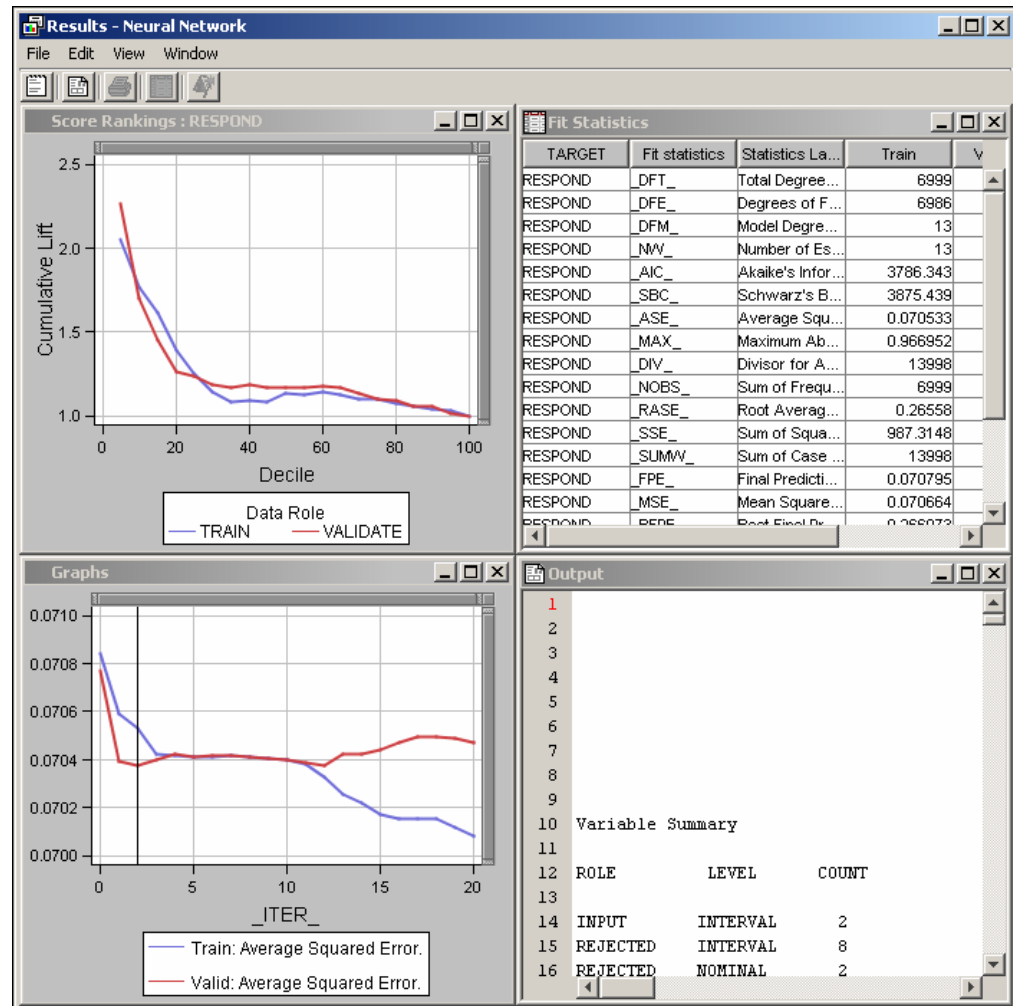 Results - Neural Network
File Edit View Window
Score Rankings : RESPOND
2.5
2.0
1.5
1.0
Cumulative Lift
0 20 40 60 80 100
Decile
Data Role
TRAIN VALIDATE
Fit Statistics
TARGET Fit statistics Statistics La... Train V
RESPOND _DFT_ Total Degree... 6999
RESPOND _DFE_ Degrees of F... 6986
RESPOND _DFM_ Model Degre... 13
RESPOND _NW_ Number of Es... 13
RESPOND _AIC_ Akaike's Infor... 3786.343
RESPOND _SBC_ Schwarz's B... 3875.439
RESPOND _ASE_ Average Squ... 0.070533
RESPOND _MAX_ Maximum Ab... 0.966952
RESPOND _DIV_ Divisor for A... 13998
RESPOND _NOBS_ Sum of Frequ... 6999
RESPOND _RASE_ Root Averag... 0.26558
RESPOND _SSE_ Sum of Squa... 987.3148
RESPOND _SUMW_ Sum of Case ... 13998
RESPOND _FPE_ Final Predicti... 0.070795
RESPOND _MSE_ Mean Square... 0.070664
RESPOND Root Final Pr... 0.266073
Graphs
0.0710
0.0708
0.0706
0.0704
0.0702
0.0700
0 5 10 15 20
_ITER_
Train: Average Squared Error.
Valid: Average Squared Error.
Output
1
2
3
4
5
6
7
8
9
10 Variable Summary
11
12 ROLE LEVEL COUNT
13
14 INPUT INTERVAL 2
15 REJECTED INTERVAL 8
16 REJECTED NOMINAL 2